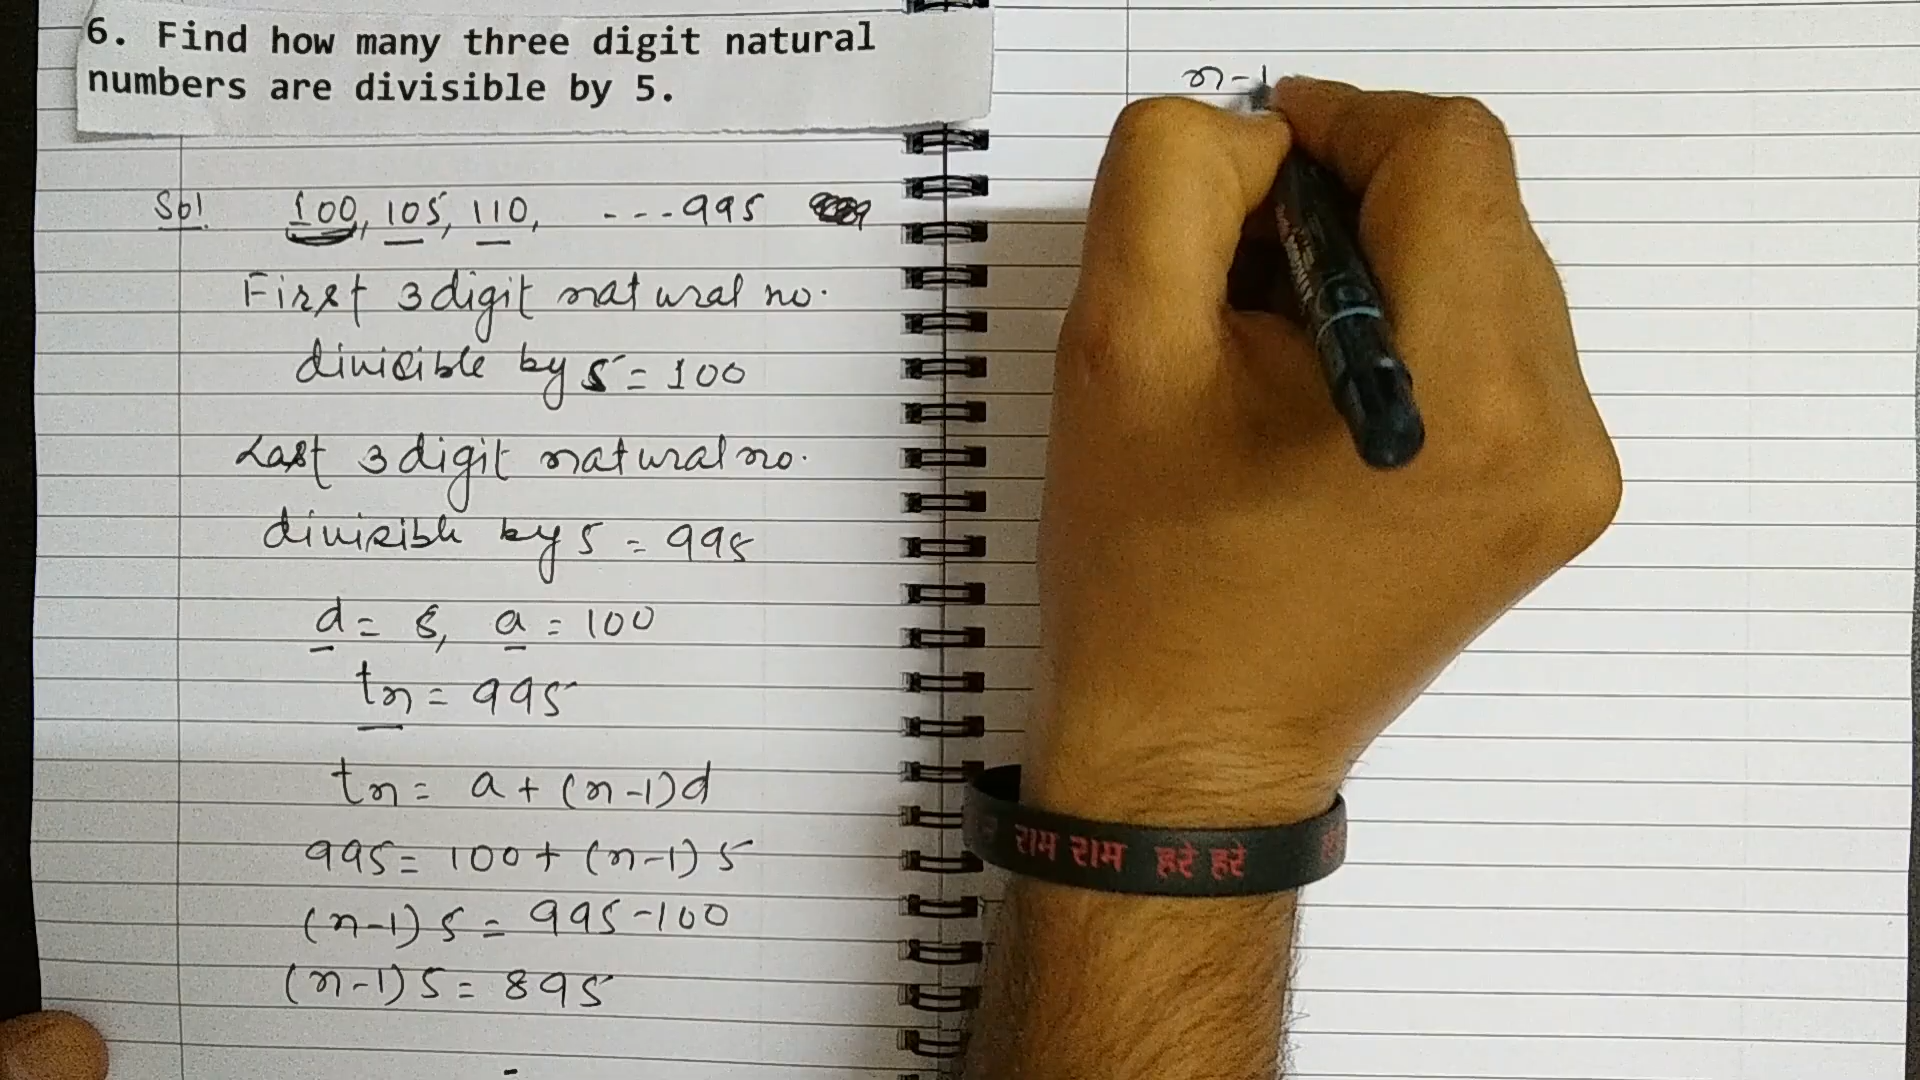 6. Find how many three digit natural
numbers are divisible by 5.
Sol 100, 105, 110, ---995
First 3 digit natural no.
divisible by 5 = 100
Last 3 digit natural no.
divisible by 5 = 995
d = 5, a = 100
tn = 995
tn = a + (n-1)d
995 = 100 + (n-1) 5
(n-1) 5 = 995-100
(n-1) 5 = 895
n-1
राम राम हरे हरे